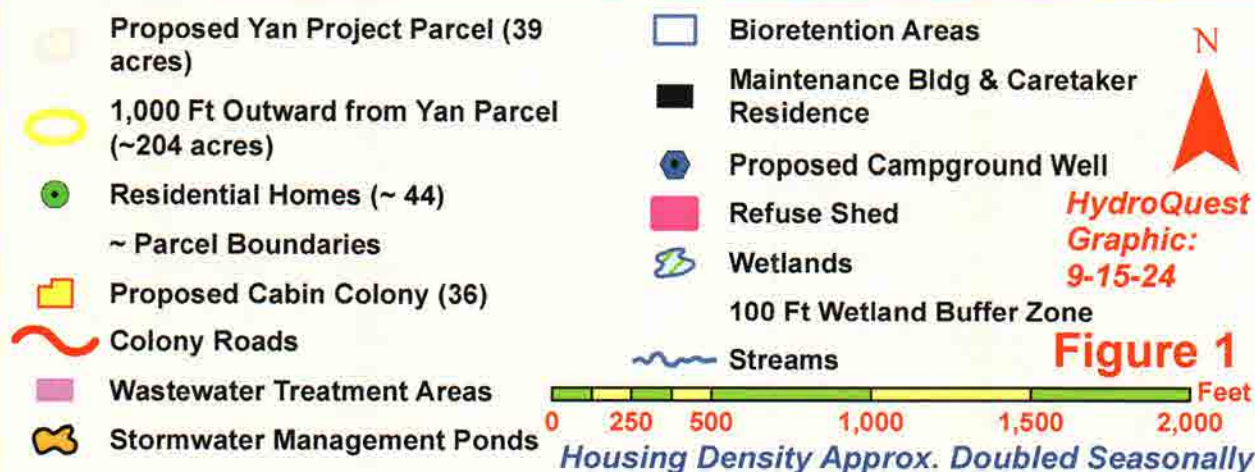 Proposed Yan Project Parcel (39
acres)
1,000 Ft Outward from Yan Parcel
(~204 acres)
Residential Homes (~ 44)
~ Parcel Boundaries
Proposed Cabin Colony (36)
Colony Roads
Wastewater Treatment Areas
Stormwater Management Ponds
Bioretention Areas
Maintenance Bldg & Caretaker
Residence
Proposed Campground Well
Refuse Shed
Wetlands
100 Ft Wetland Buffer Zone
Streams
N
HydroQuest
Graphic:
9-15-24
Figure 1
Feet
0 250 500 1,000 1,500 2,000
Housing Density Approx. Doubled Seasonally